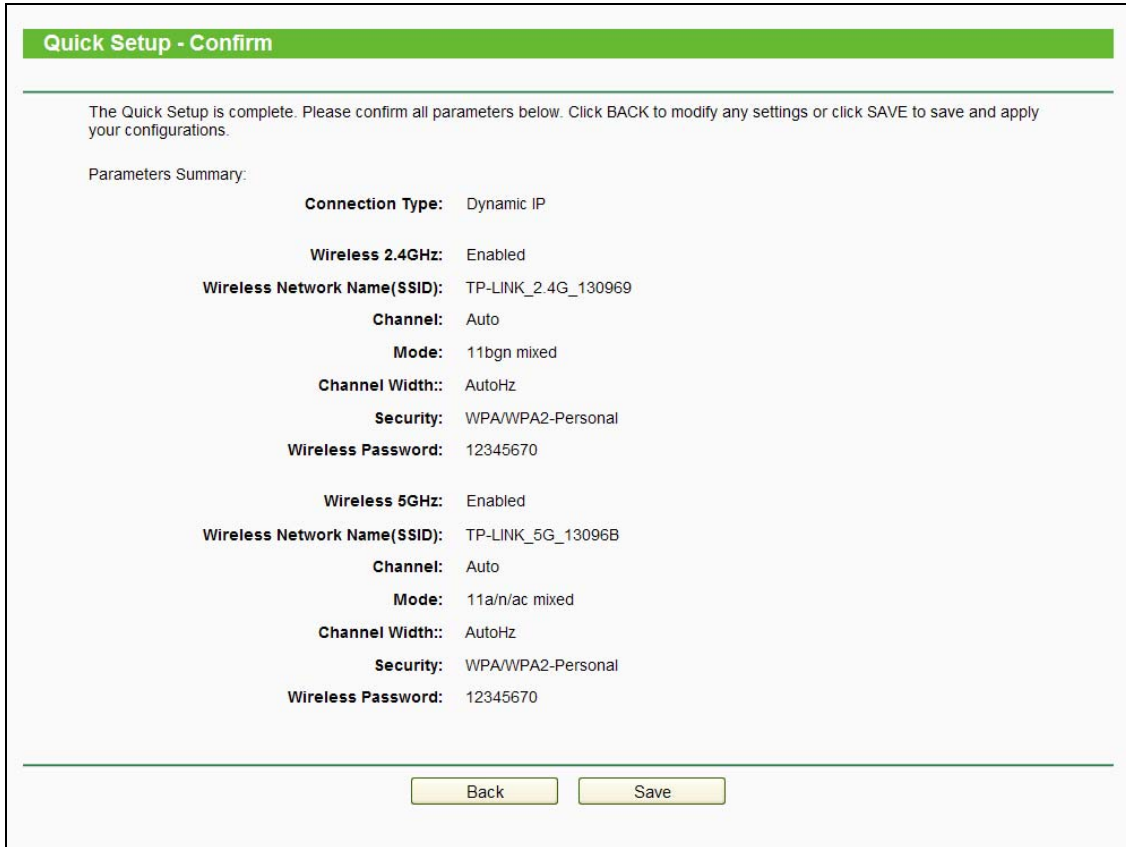 Quick Setup - Confirm
The Quick Setup is complete. Please confirm all parameters below. Click BACK to modify any settings or click SAVE to save and apply
your configurations.
Parameters Summary:
Connection Type: Dynamic IP
Wireless 2.4GHz: Enabled
Wireless Network Name(SSID): TP-LINK_2.4G_130969
Channel: Auto
Mode: 11bgn mixed
Channel Width:: AutoHz
Security: WPA/WPA2-Personal
Wireless Password: 12345670
Wireless 5GHz: Enabled
Wireless Network Name(SSID): TP-LINK_5G_13096B
Channel: Auto
Mode: 11a/n/ac mixed
Channel Width:: AutoHz
Security: WPA/WPA2-Personal
Wireless Password: 12345670
Back Save